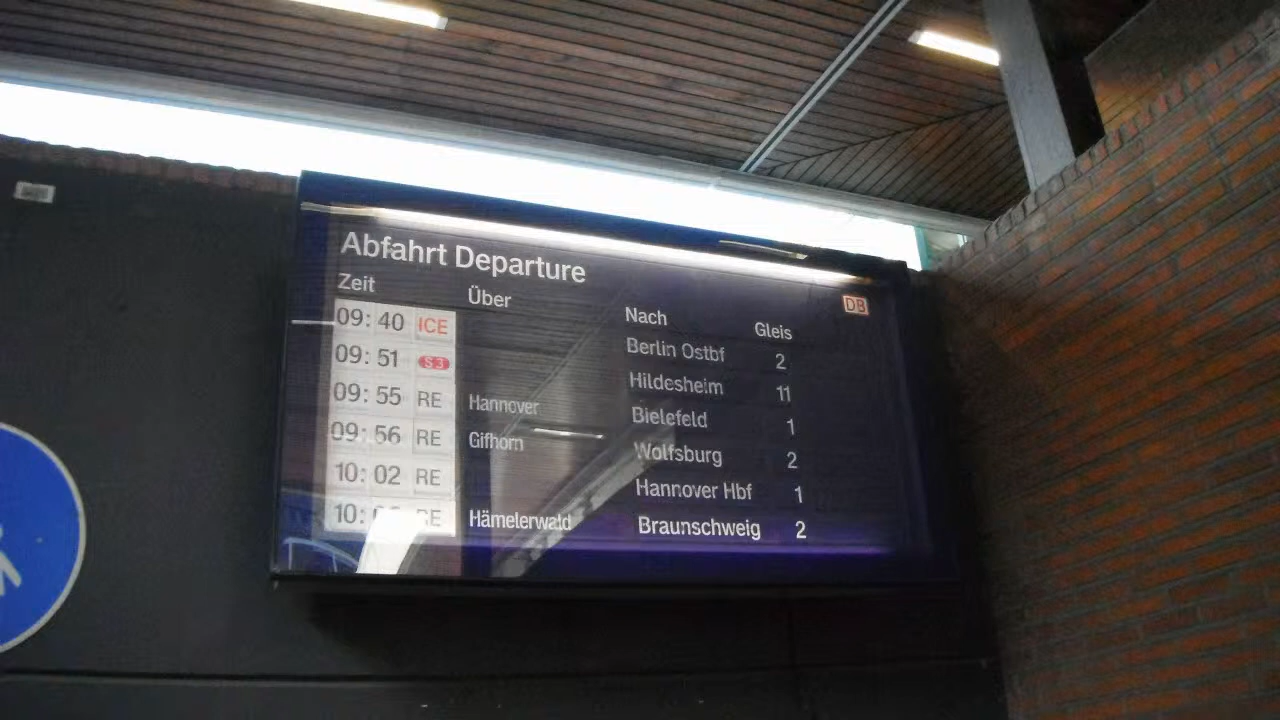 Abfahrt Departure
DB
Zeit Über Nach Gleis
09:40 ICE Berlin Ostbf 2
09:51 S3 Hildesheim 11
09:55 RE Hannover Bielefeld 1
09:56 RE Gifhorn Wolfsburg 2
10:02 RE Hannover Hbf 1
10: RE Hämelerwald Braunschweig 2